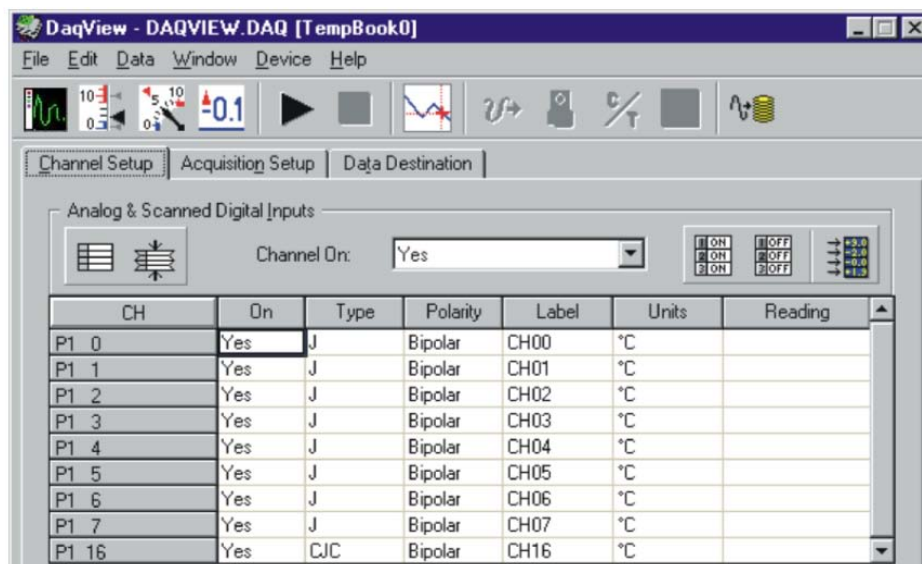 DaqView - DAQVIEW.DAQ [TempBook0]
File Edit Data Window Device Help
Channel Setup Acquisition Setup Data Destination
Analog & Scanned Digital Inputs
Channel On: Yes
CH On Type Polarity Label Units Reading
P1 0 Yes J Bipolar CH00 °C
P1 1 Yes J Bipolar CH01 °C
P1 2 Yes J Bipolar CH02 °C
P1 3 Yes J Bipolar CH03 °C
P1 4 Yes J Bipolar CH04 °C
P1 5 Yes J Bipolar CH05 °C
P1 6 Yes J Bipolar CH06 °C
P1 7 Yes J Bipolar CH07 °C
P1 16 Yes CJC Bipolar CH16 °C